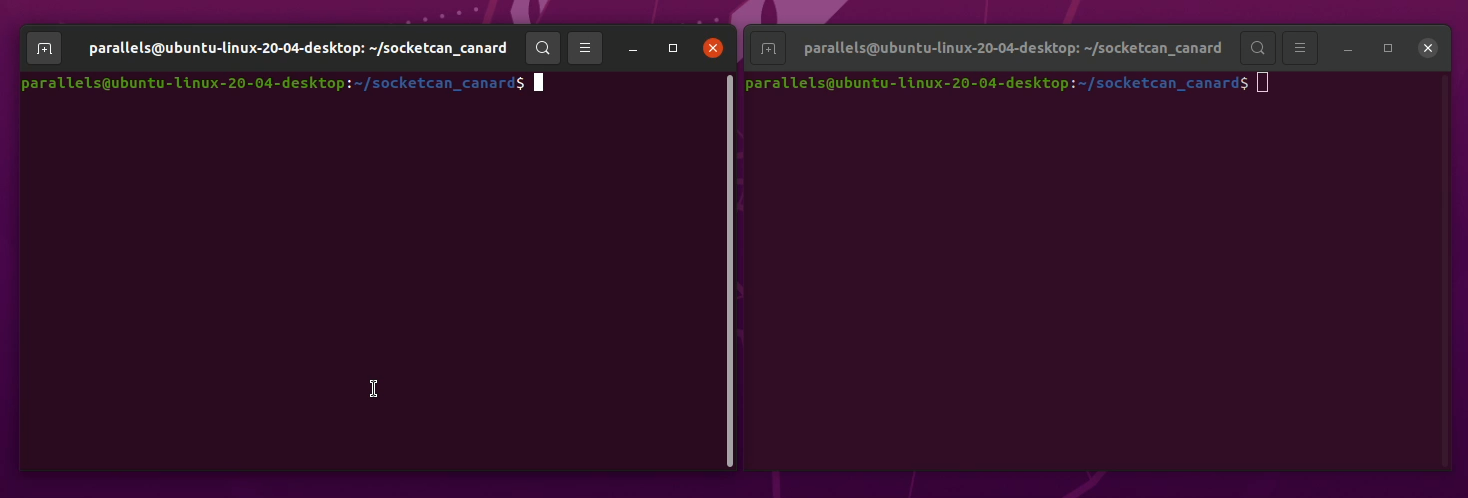 parallels@ubuntu-linux-20-04-desktop: ~/socketcan_canard
parallels@ubuntu-linux-20-04-desktop:~/socketcan_canard$
parallels@ubuntu-linux-20-04-desktop: ~/socketcan_canard
parallels@ubuntu-linux-20-04-desktop:~/socketcan_canard$